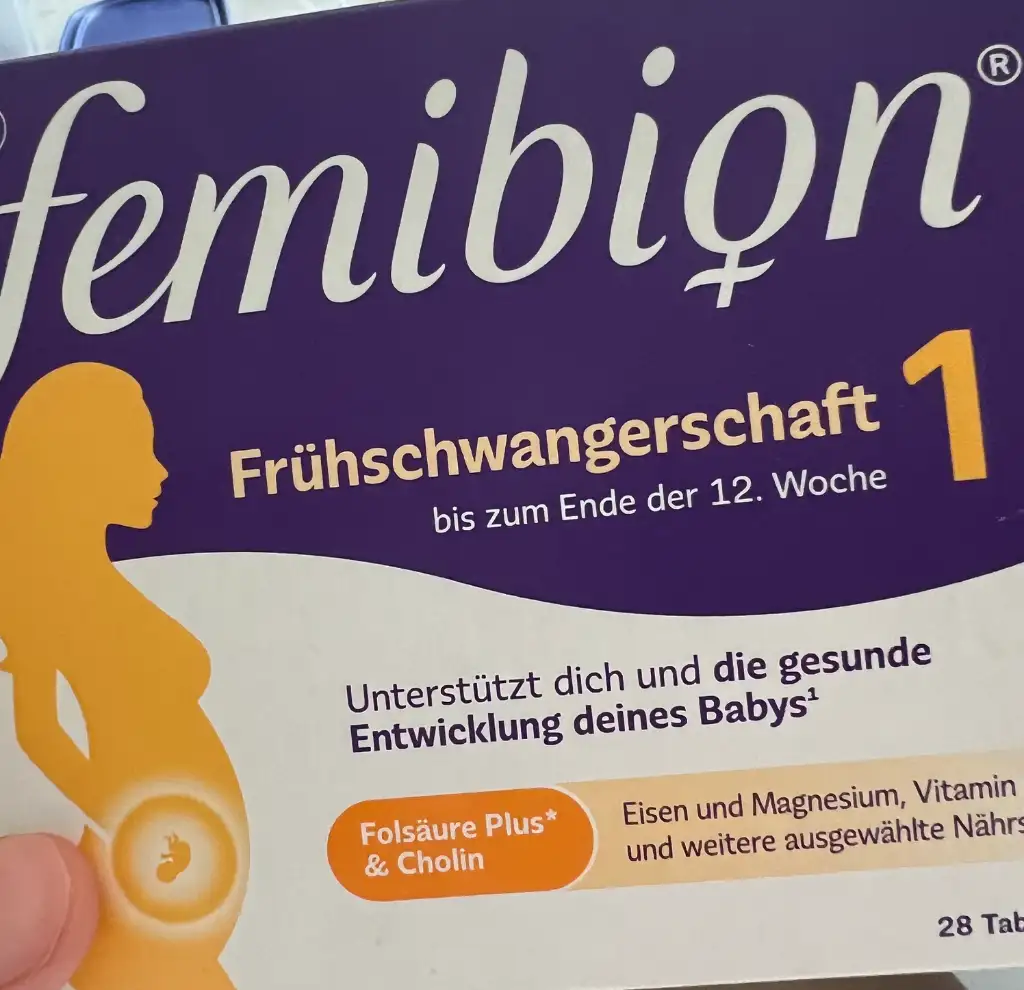 femibion®
Frühschwangerschaft 1
bis zum Ende der 12. Woche
Unterstützt dich und die gesunde
Entwicklung deines Babys¹
Folsäure Plus*
& Cholin
Eisen und Magnesium, Vitamin
und weitere ausgewählte
28